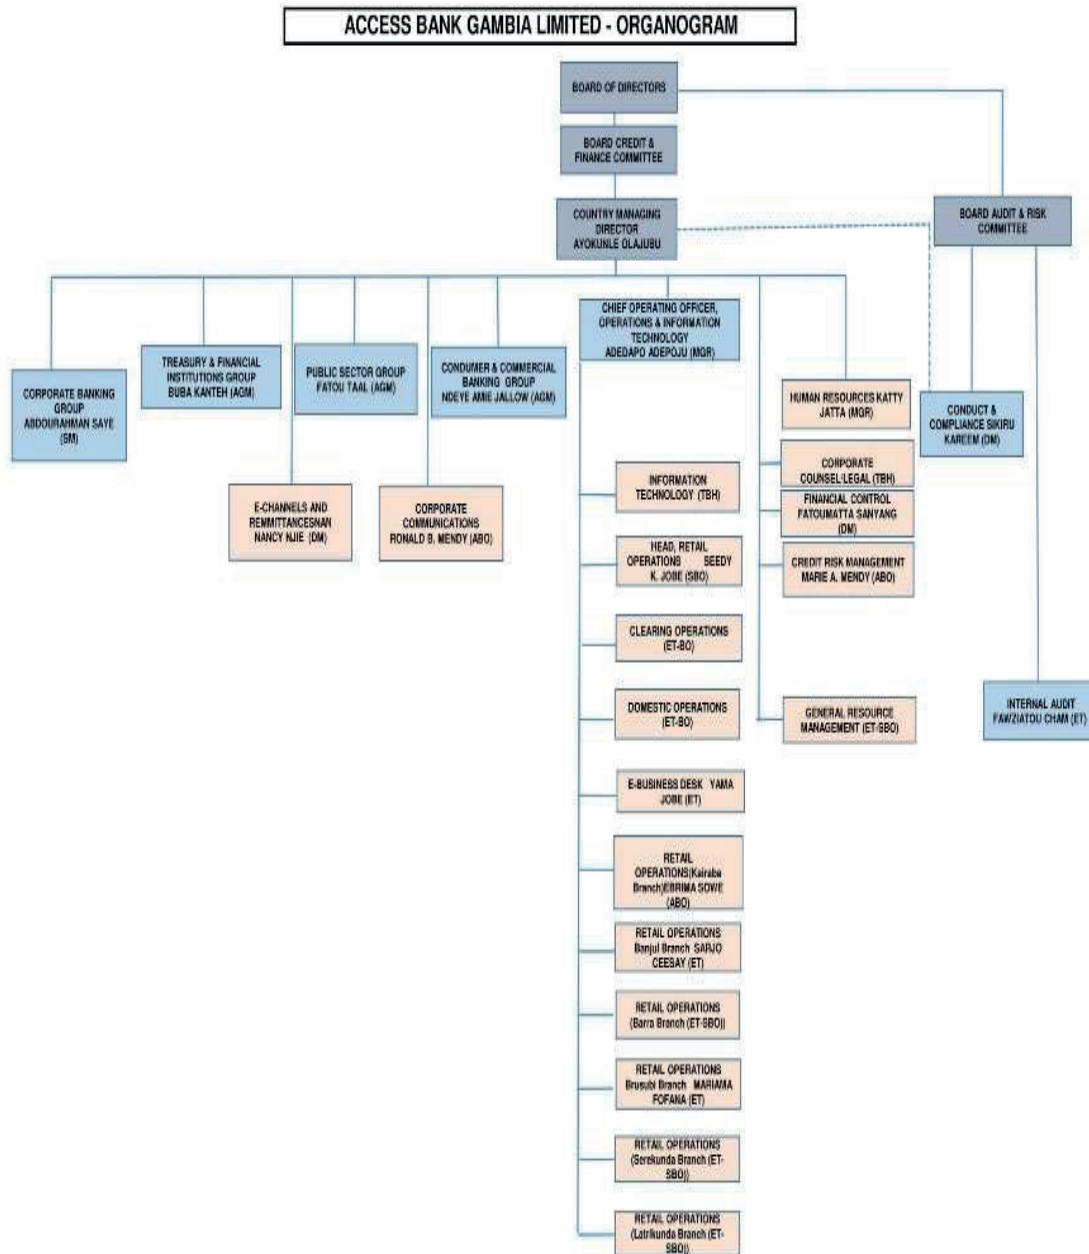 ACCESS BANK GAMBIA LIMITED - ORGANOGRAM
BOARD OF DIRECTORS
BOARD CREDIT &
FINANCE COMMITTEE
COUNTRY MANAGING
DIRECTOR
AYOKUNLE OLAJUBU
BOARD AUDIT & RISK
COMMITTEE
CORPORATE BANKING
GROUP
ABDOURAHMAN SAYE
(SM)
TREASURY & FINANCIAL
INSTITUTIONS GROUP
BUBA KANTEH (AGM)
PUBLIC SECTOR GROUP
FATOU TAAL (AGM)
CONDUMER & COMMERCIAL
BANKING GROUP
NDEYE AMIE JALLOW (AGM)
CHIEF OPERATING OFFICER,
OPERATIONS & INFORMATION
TECHNOLOGY
ADEDAPO ADEPOJU (MGR)
HUMAN RESOURCES KATTY
JATTA (MGR)
CONDUCT &
COMPLIANCE SIKIRU
KAREEM (DM)
E-CHANNELS AND
REMMITTANCESNAN
NANCY NJIE (DM)
CORPORATE
COMMUNICATIONS
RONALD B. MENDY (ABO)
INFORMATION
TECHNOLOGY (TBH)
HEAD, RETAIL
OPERATIONS SEEDY
K. JOBE (SBO)
CLEARING OPERATIONS
(ET-BO)
DOMESTIC OPERATIONS
(ET-BO)
E-BUSINESS DESK YAMA
JOBE (ET)
RETAIL
OPERATIONS(Kairaba
Branch)EBRIMA SOWE
(ABO)
RETAIL OPERATIONS
Banjul Branch SARJO
CEESAY (ET)
RETAIL OPERATIONS
(Barra Branch (ET-SBO))
RETAIL OPERATIONS
Brusubi Branch MARIAMA
FOFANA (ET)
RETAIL OPERATIONS
(Serekunda Branch (ET-
SBO))
RETAIL OPERATIONS
(Latrikunda Branch (ET-
SBO))
CORPORATE
COUNSEL/LEGAL (TBH)
FINANCIAL CONTROL
FATOUMATTA SANYANG
(DM)
CREDIT RISK MANAGEMENT
MARIE A. MENDY (ABO)
GENERAL RESOURCE
MANAGEMENT (ET-SBO)
INTERNAL AUDIT
FAWZIATOU CHAM (ET)